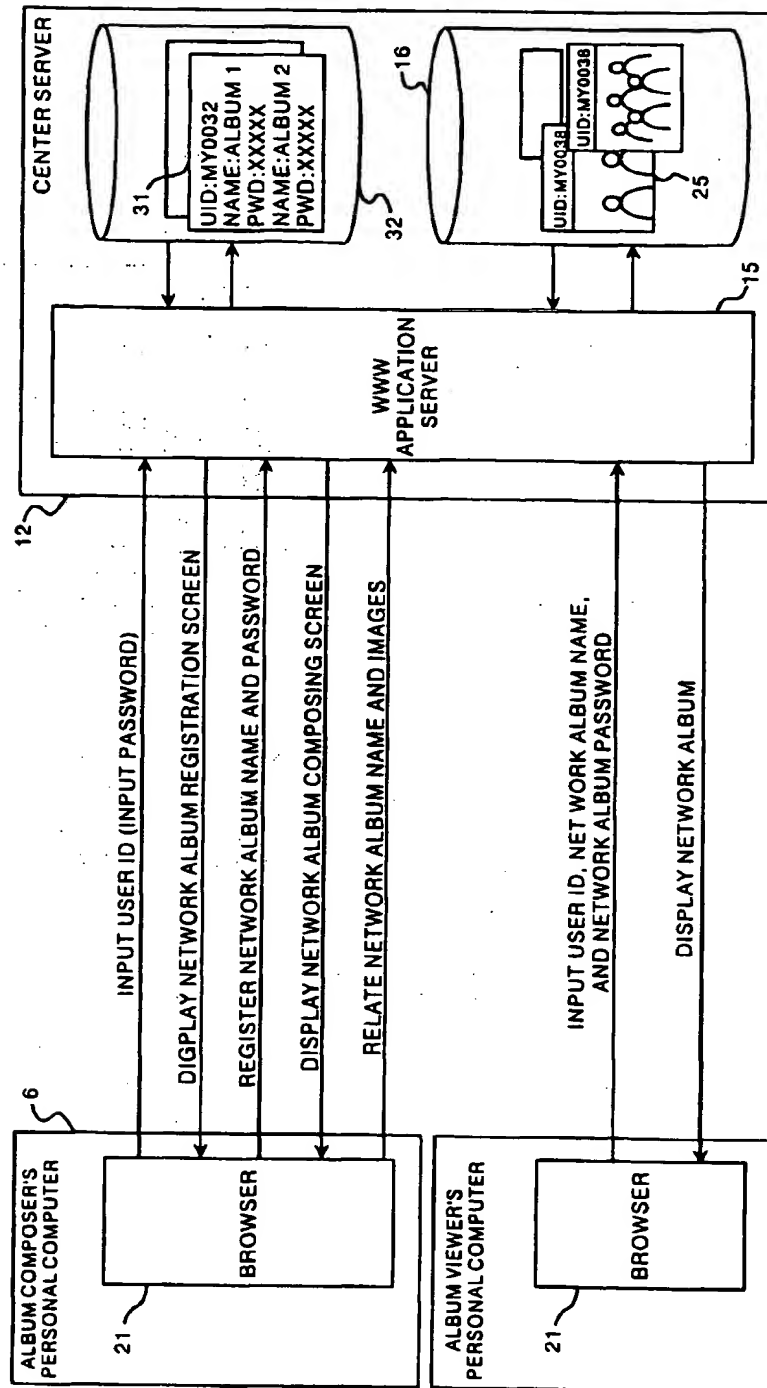 ALBUM COMPOSER'S
PERSONAL COMPUTER
6
BROWSER
21
INPUT USER ID (INPUT PASSWORD)
DIGPLAY NETWORK ALBUM REGISTRATION SCREEN
REGISTER NETWORK ALBUM NAME AND PASSWORD
DISPLAY NETWORK ALBUM COMPOSING SCREEN
RELATE NETWORK ALBUM NAME AND IMAGES
12
CENTER SERVER
WWW
APPLICATION
SERVER
15
31
UID:MY0032
NAME:ALBUM 1
PWD:XXXXX
NAME:ALBUM 2
PWD:XXXXX
32
16
UID:MY0038
UID:MY0038
25
ALBUM VIEWER'S
PERSONAL COMPUTER
BROWSER
21
INPUT USER ID, NET WORK ALBUM NAME,
AND NETWORK ALBUM PASSWORD
DISPLAY NETWORK ALBUM